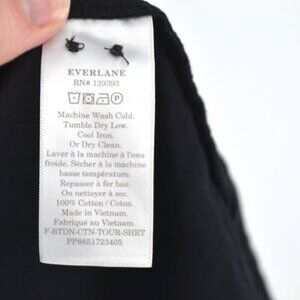 EVERLANE
RN# 139393
P
Machine Wash Cold.
Tumble Dry Low.
Cool Iron.
Or Dry Clean.
Laver à la machine à l'eau
froide. Sécher à la machine
basse température.
Repasser à fer bas.
Ou nettoyer à sec.
100% Cotton / Coton.
Made in Vietnam.
Fabriqué au Vietnam.
F-BTDN-CTN-TOUR-SHRT
PP8851723405